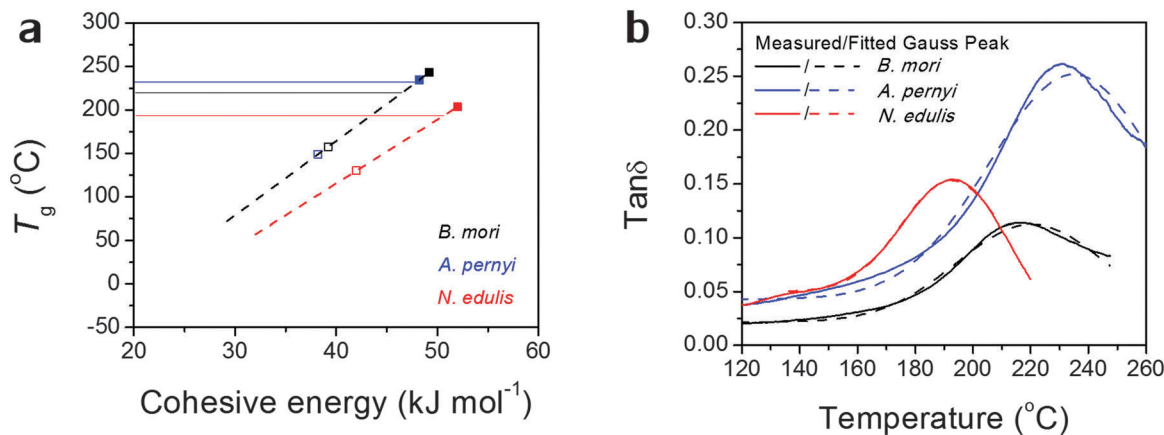 a
300
250
200
150
100
50
0
-50
Tg (°C)
B. mori
A. pernyi
N. edulis
20 30 40 50 60
Cohesive energy (kJ mol⁻¹)
b
0.30
0.25
0.20
0.15
0.10
0.05
0.00
Tanδ
Measured/Fitted Gauss Peak
/ B. mori
/ A. pernyi
/ N. edulis
120 140 160 180 200 220 240 260
Temperature (°C)